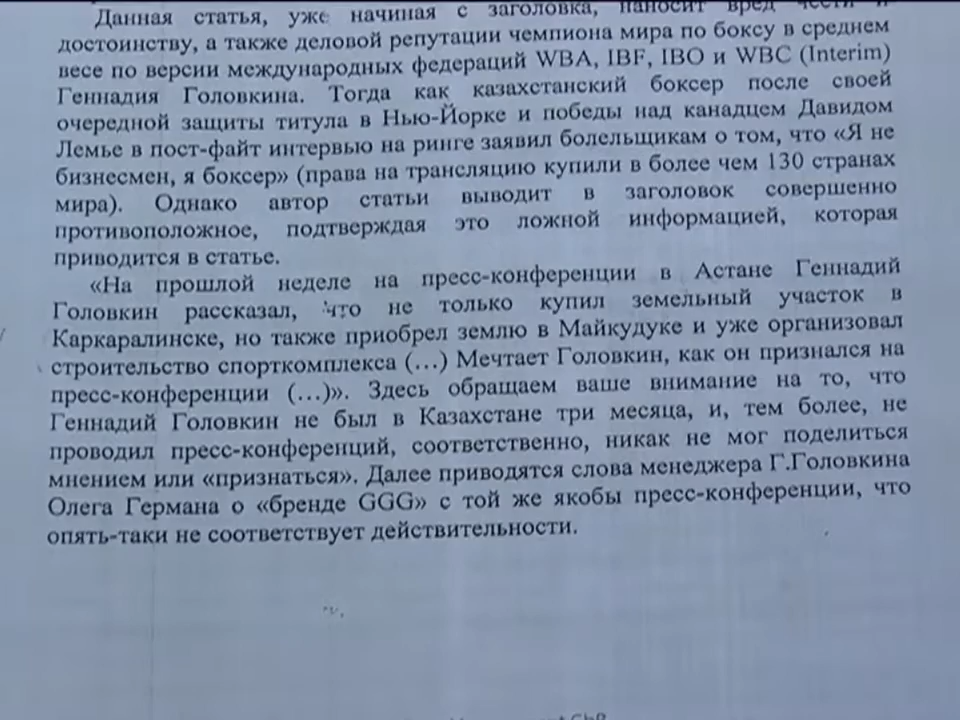 Данная статья, уже начиная с заголовка, наносит вред чести и
достоинству, а также деловой репутации чемпиона мира по боксу в среднем
весе по версии международных федераций WBA, IBF, IBO и WBC (Interim)
Геннадия Головкина. Тогда как казахстанский боксер после своей
очередной защиты титула в Нью-Йорке и победы над канадцем Давидом
Лемье в пост-файт интервью на ринге заявил болельщикам о том, что «Я не
бизнесмен, я боксер» (права на трансляцию купили в более чем 130 странах
мира). Однако автор статьи выводит в заголовок совершенно
противоположное, подтверждая это ложной информацией, которая
приводится в статье.
«На прошлой неделе на пресс-конференции в Астане Геннадий
Головкин рассказал, что не только купил земельный участок в
Каркаралинске, но также приобрел землю в Майкудуке и уже организовал
строительство спорткомплекса (…) Мечтает Головкин, как он признался на
пресс-конференции (…)». Здесь обращаем ваше внимание на то, что
Геннадий Головкин не был в Казахстане три месяца, и, тем более, не
проводил пресс-конференций, соответственно, никак не мог поделиться
мнением или «признаться». Далее приводятся слова менеджера Г.Головкина
Олега Германа о «бренде GGG» с той же якобы пресс-конференции, что
опять-таки не соответствует действительности.